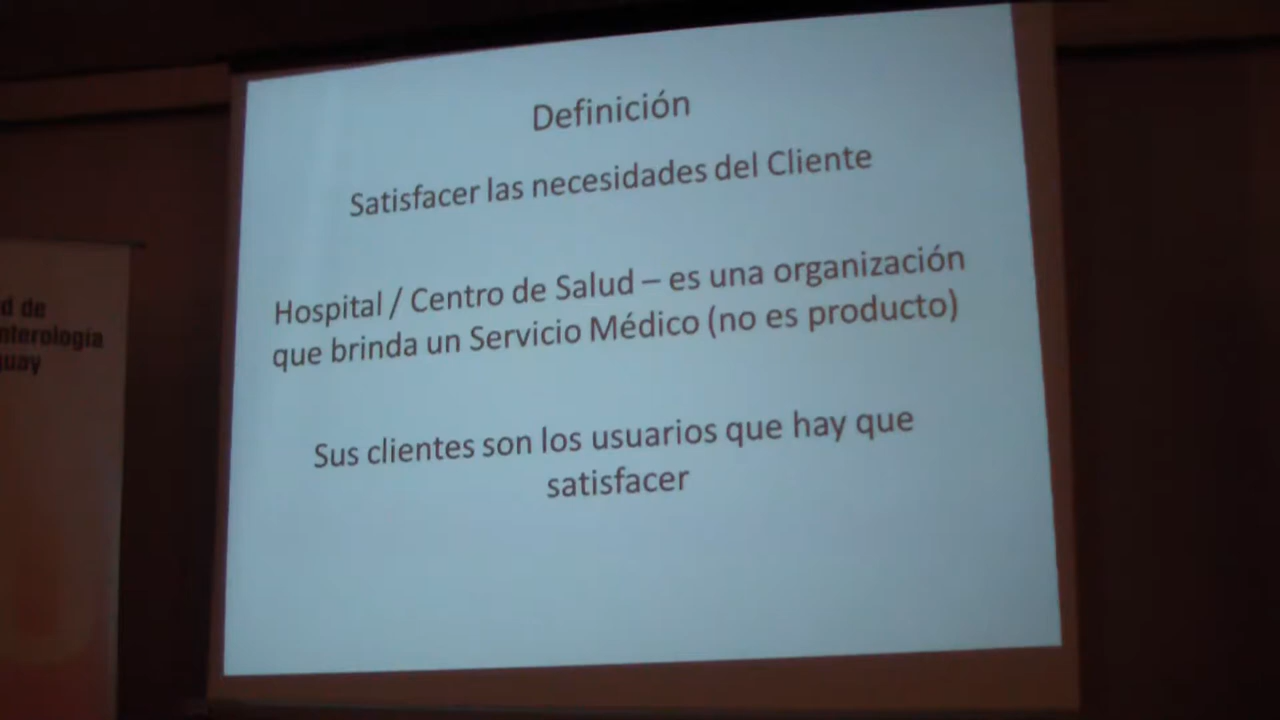 d de
nterología
uay
Definición
Satisfacer las necesidades del Cliente
Hospital / Centro de Salud – es una organización
que brinda un Servicio Médico (no es producto)
Sus clientes son los usuarios que hay que
satisfacer